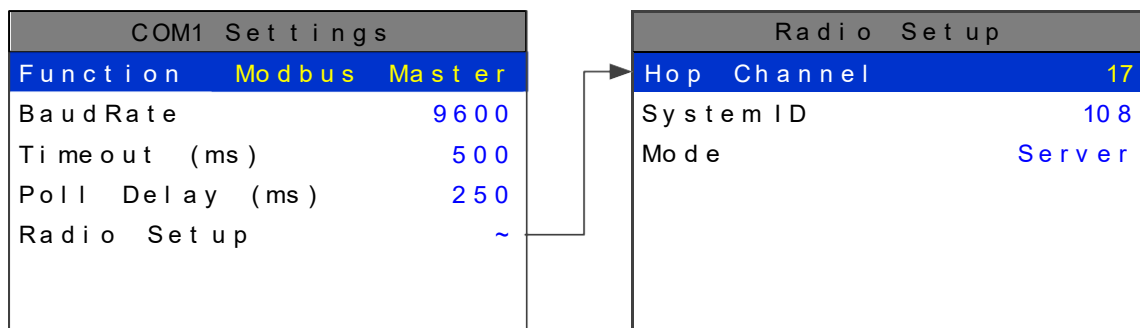 COM1 Settings
Function Modbus Master
BaudRate 9600
Timeout (ms) 500
Poll Delay (ms) 250
Radio Setup ~
Radio Setup
Hop Channel 17
SystemID 108
Mode Server